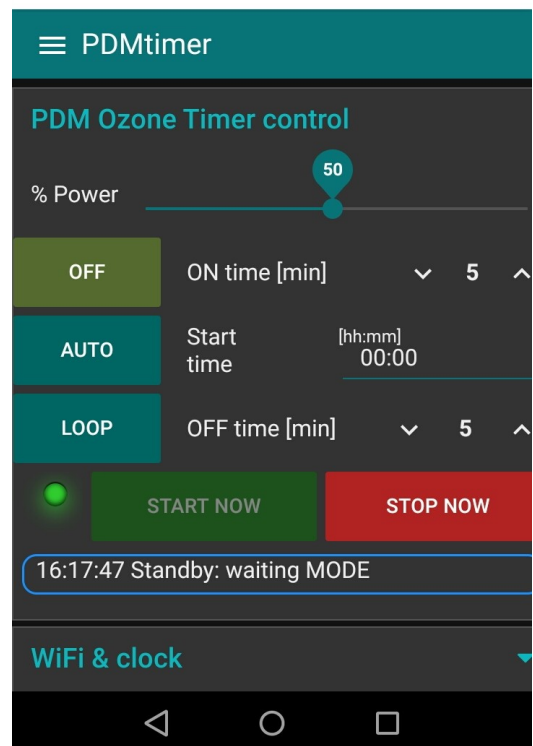 PDMtimer
PDM Ozone Timer control
50
% Power
OFF
ON time [min]
5
AUTO
Start
time
[hh:mm]
00:00
LOOP
OFF time [min]
5
START NOW
STOP NOW
16:17:47 Standby: waiting MODE
WiFi & clock